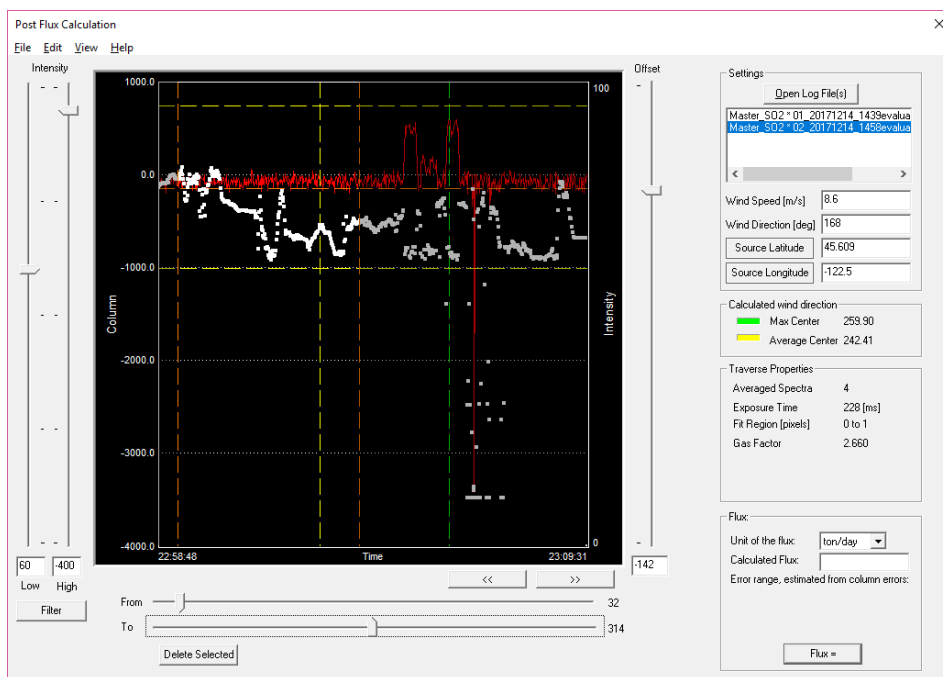 Post Flux Calculation
File Edit View Help
Intensity
Offset
1000.0
0.0
-1000.0
-2000.0
-3000.0
-4000.0
Column
100
0
Intensity
22:58:48 Time 23:09:31
60 -400
Low High
Filter
-142
<< >>
From 32
To 314
Delete Selected
Settings
Open Log File(s)
Master_SO2 * 01_20171214_1439evalua
Master_SO2 * 02_20171214_1458evalua
Wind Speed [m/s] 8.6
Wind Direction [deg] 168
Source Latitude 45.609
Source Longitude -122.5
Calculated wind direction
Max Center 259.90
Average Center 242.41
Traverse Properties
Averaged Spectra 4
Exposure Time 228 [ms]
Fit Region [pixels] 0 to 1
Gas Factor 2.660
Flux:
Unit of the flux: ton/day
Calculated Flux:
Error range, estimated from column errors:
Flux =